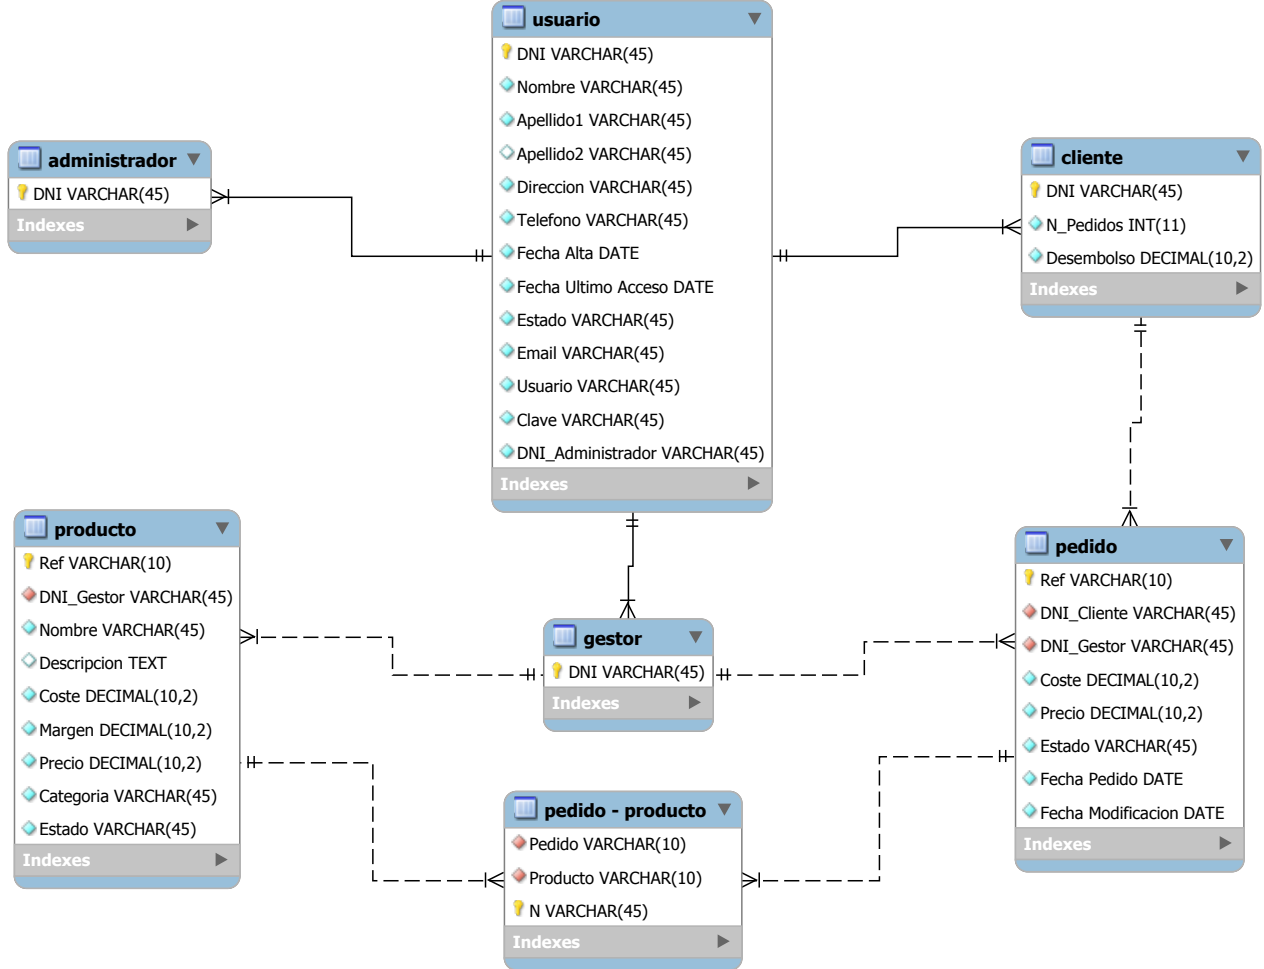 usuario
DNI VARCHAR(45)
Nombre VARCHAR(45)
Apellido1 VARCHAR(45)
Apellido2 VARCHAR(45)
Direccion VARCHAR(45)
Telefono VARCHAR(45)
Fecha Alta DATE
Fecha Ultimo Acceso DATE
Estado VARCHAR(45)
Email VARCHAR(45)
Usuario VARCHAR(45)
Clave VARCHAR(45)
DNI_Administrador VARCHAR(45)
Indexes
administrador
DNI VARCHAR(45)
Indexes
cliente
DNI VARCHAR(45)
N_Pedidos INT(11)
Desembolso DECIMAL(10,2)
Indexes
producto
Ref VARCHAR(10)
DNI_Gestor VARCHAR(45)
Nombre VARCHAR(45)
Descripcion TEXT
Coste DECIMAL(10,2)
Margen DECIMAL(10,2)
Precio DECIMAL(10,2)
Categoria VARCHAR(45)
Estado VARCHAR(45)
Indexes
gestor
DNI VARCHAR(45)
Indexes
pedido
Ref VARCHAR(10)
DNI_Cliente VARCHAR(45)
DNI_Gestor VARCHAR(45)
Coste DECIMAL(10,2)
Precio DECIMAL(10,2)
Estado VARCHAR(45)
Fecha Pedido DATE
Fecha Modificacion DATE
Indexes
pedido - producto
Pedido VARCHAR(10)
Producto VARCHAR(10)
N VARCHAR(45)
Indexes